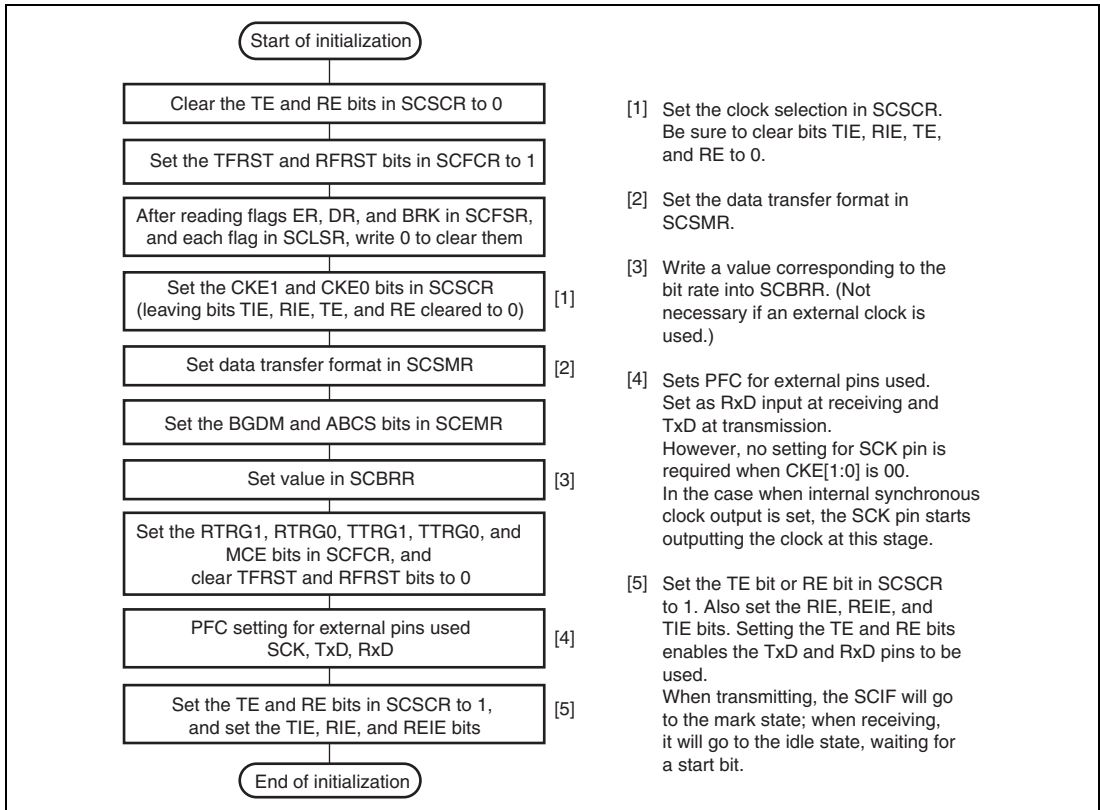 Start of initialization
Clear the TE and RE bits in SCSCR to 0
Set the TFRST and RFRST bits in SCFCR to 1
After reading flags ER, DR, and BRK in SCFSR,
and each flag in SCLSR, write 0 to clear them
Set the CKE1 and CKE0 bits in SCSCR
(leaving bits TIE, RIE, TE, and RE cleared to 0)
[1]
Set data transfer format in SCSMR
[2]
Set the BGDM and ABCS bits in SCEMR
Set value in SCBRR
[3]
Set the RTRG1, RTRG0, TTRG1, TTRG0, and
MCE bits in SCFCR, and
clear TFRST and RFRST bits to 0
PFC setting for external pins used
SCK, TxD, RxD
[4]
Set the TE and RE bits in SCSCR to 1,
and set the TIE, RIE, and REIE bits
[5]
End of initialization
[1] Set the clock selection in SCSCR.
Be sure to clear bits TIE, RIE, TE,
and RE to 0.
[2] Set the data transfer format in
SCSMR.
[3] Write a value corresponding to the
bit rate into SCBRR. (Not
necessary if an external clock is
used.)
[4] Sets PFC for external pins used.
Set as RxD input at receiving and
TxD at transmission.
However, no setting for SCK pin is
required when CKE[1:0] is 00.
In the case when internal synchronous
clock output is set, the SCK pin starts
outputting the clock at this stage.
[5] Set the TE bit or RE bit in SCSCR
to 1. Also set the RIE, REIE, and
TIE bits. Setting the TE and RE bits
enables the TxD and RxD pins to be
used.
When transmitting, the SCIF will go
to the mark state; when receiving,
it will go to the idle state, waiting for
a start bit.